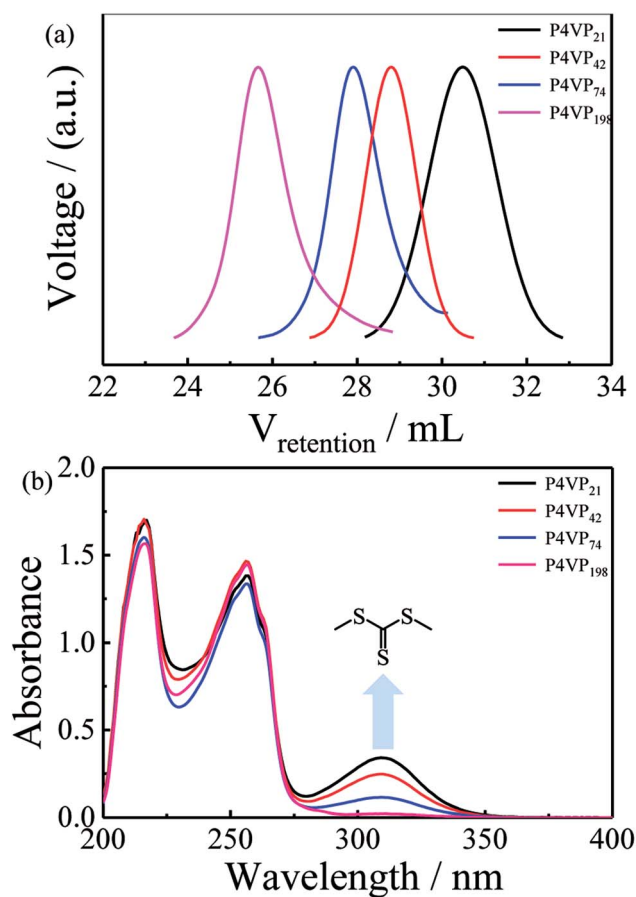 (a)
P4VP21
P4VP42
P4VP74
P4VP198
Voltage / (a.u.)
22 24 26 28 30 32 34
Vretention / mL
(b)
P4VP21
P4VP42
P4VP74
P4VP198
S S
S
2.0
1.5
1.0
0.5
0.0
Absorbance
200 250 300 350 400
Wavelength / nm